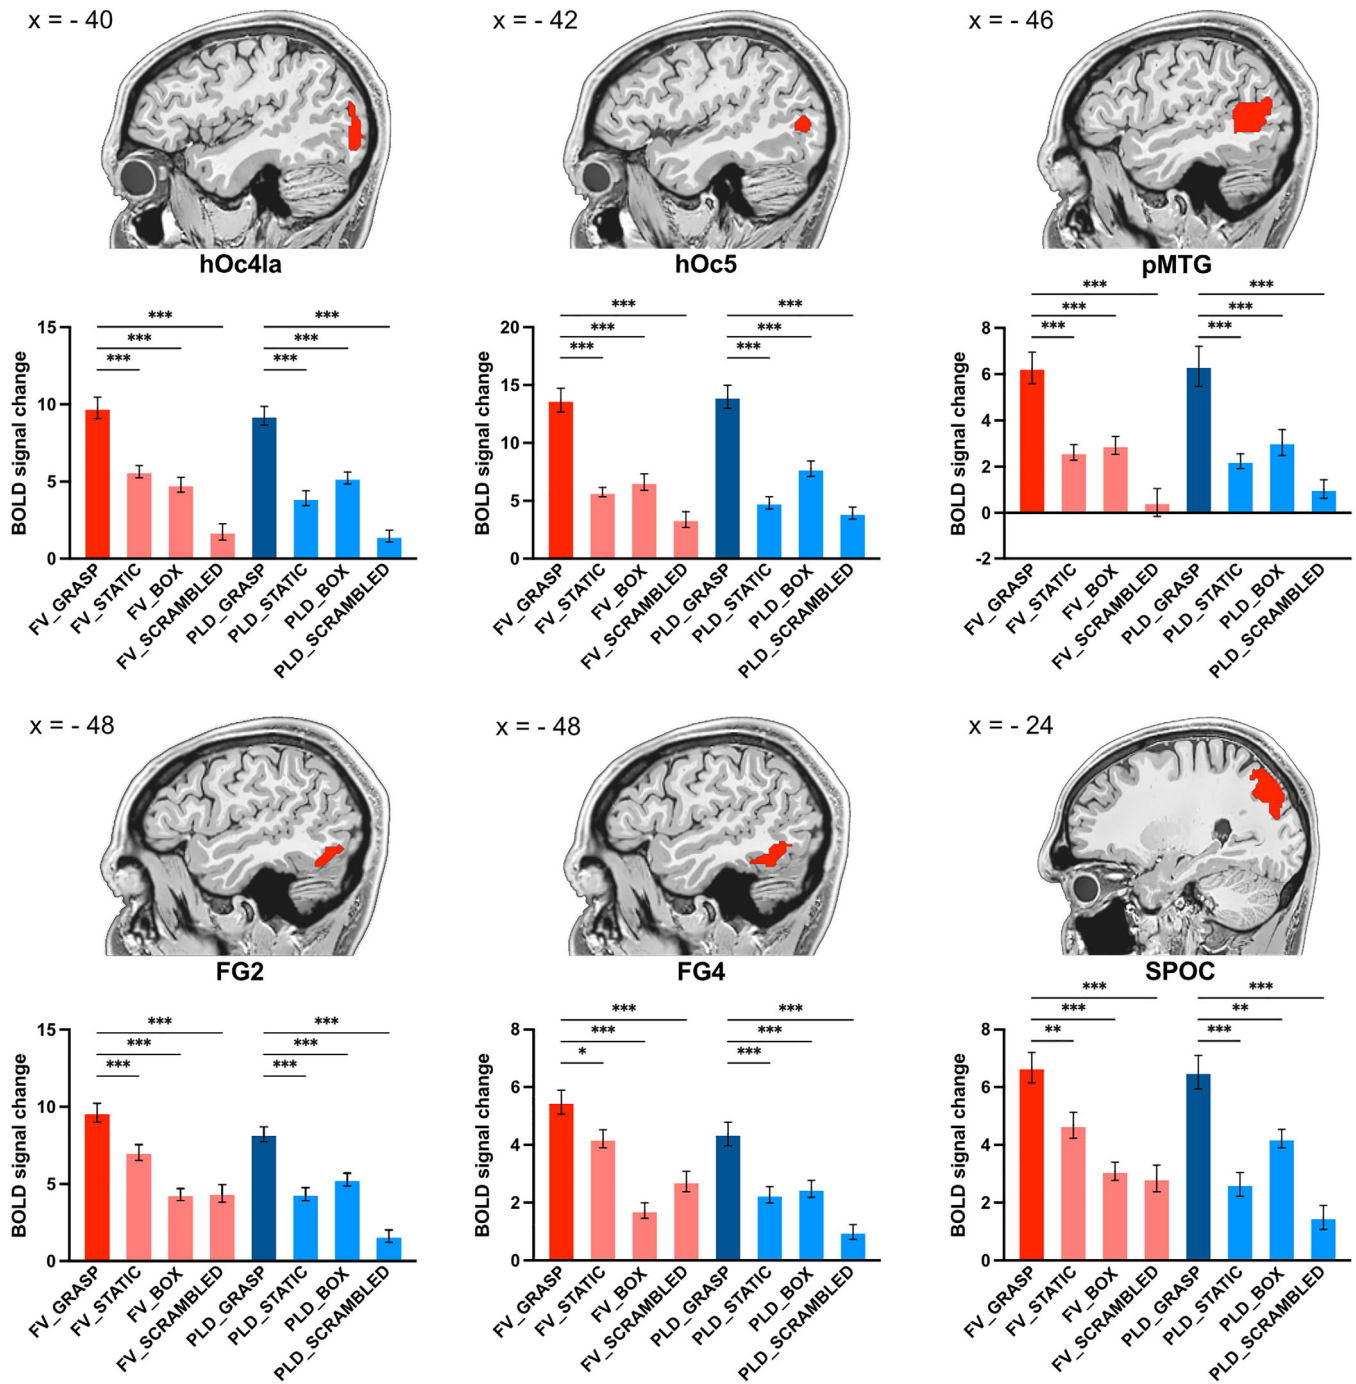 x = - 40
hOc4la
BOLD signal change
15
10
5
0
***
***
***
***
***
***
FV_GRASP
FV_STATIC
FV_BOX
FV_SCRAMBLED
PLD_GRASP
PLD_STATIC
PLD_BOX
PLD_SCRAMBLED
x = - 42
hOc5
BOLD signal change
20
15
10
5
0
***
***
***
***
***
***
FV_GRASP
FV_STATIC
FV_BOX
FV_SCRAMBLED
PLD_GRASP
PLD_STATIC
PLD_BOX
PLD_SCRAMBLED
x = - 46
pMTG
BOLD signal change
8
6
4
2
0
-2
***
***
***
***
***
***
FV_GRASP
FV_STATIC
FV_BOX
FV_SCRAMBLED
PLD_GRASP
PLD_STATIC
PLD_BOX
PLD_SCRAMBLED
x = - 48
FG2
BOLD signal change
15
10
5
0
***
***
***
***
***
***
FV_GRASP
FV_STATIC
FV_BOX
FV_SCRAMBLED
PLD_GRASP
PLD_STATIC
PLD_BOX
PLD_SCRAMBLED
x = - 48
FG4
BOLD signal change
8
6
4
2
0
***
***
*
***
***
***
FV_GRASP
FV_STATIC
FV_BOX
FV_SCRAMBLED
PLD_GRASP
PLD_STATIC
PLD_BOX
PLD_SCRAMBLED
x = - 24
SPOC
BOLD signal change
8
6
4
2
0
***
***
**
***
**
***
FV_GRASP
FV_STATIC
FV_BOX
FV_SCRAMBLED
PLD_GRASP
PLD_STATIC
PLD_BOX
PLD_SCRAMBLED